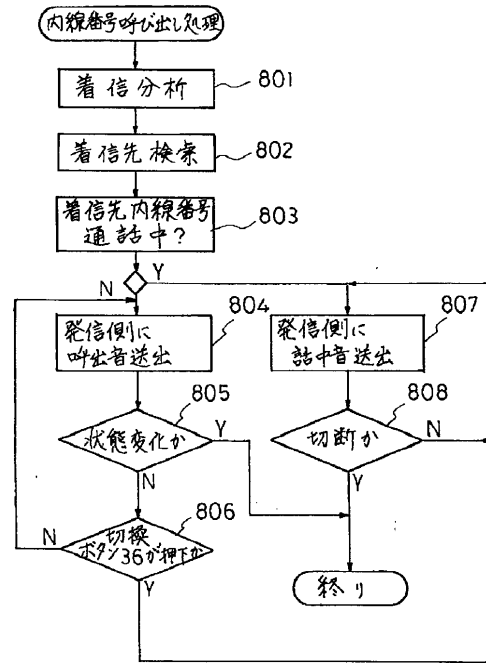 内線番号呼び出し処理
着信分析
801
着信先検索
802
着信先内線番号
通話中?
803
N
Y
発信側に
呼出音送出
804
発信側に
話中音送出
807
状態変化か
805
Y
N
切断か
808
N
Y
切換
ボタン36が押下か
806
N
Y
終り